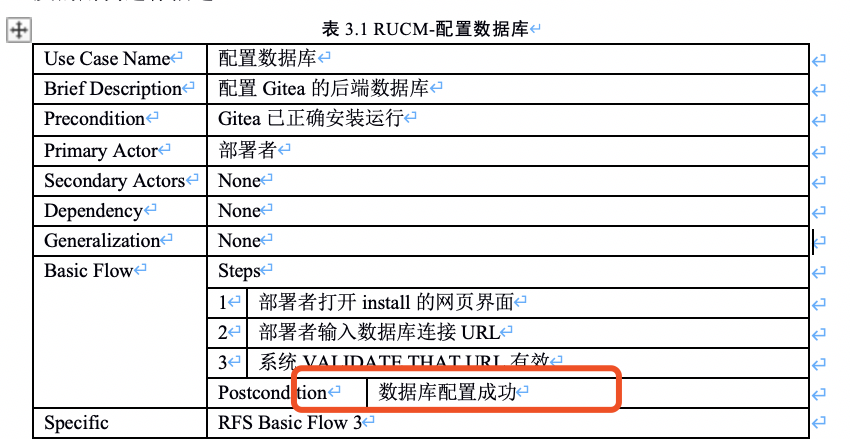 表 3.1 RUCM-配置数据库
Use Case Name 配置数据库
Brief Description 配置 Gitea 的后端数据库
Precondition Gitea 已正确安装运行
Primary Actor 部署者
Secondary Actors None
Dependency None
Generalization None
Basic Flow Steps
1 部署者打开 install 的网页界面
2 部署者输入数据库连接 URL
3 系统 VALIDATE THAT URL 有效
Postcondition 数据库配置成功
Specific RFS Basic Flow 3